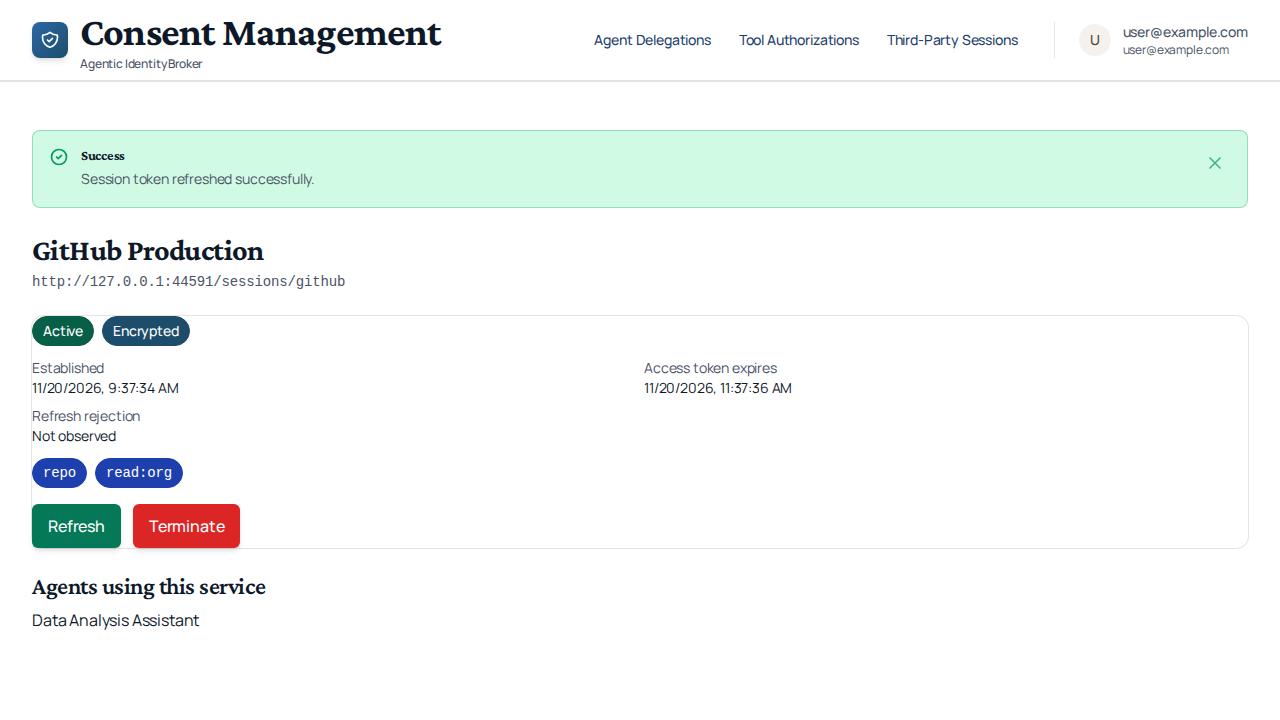 Consent Management
Agentic IdentityBroker
Agent Delegations Tool Authorizations Third-Party Sessions
U
user@example.com
user@example.com
Success
Session token refreshed successfully.
GitHub Production
http://127.0.0.1:44591/sessions/github
Active Encrypted
Established Access token expires
11/20/2026, 9:37:34 AM 11/20/2026, 11:37:36 AM
Refresh rejection
Not observed
repo read:org
Refresh Terminate
Agents using this service
Data Analysis Assistant